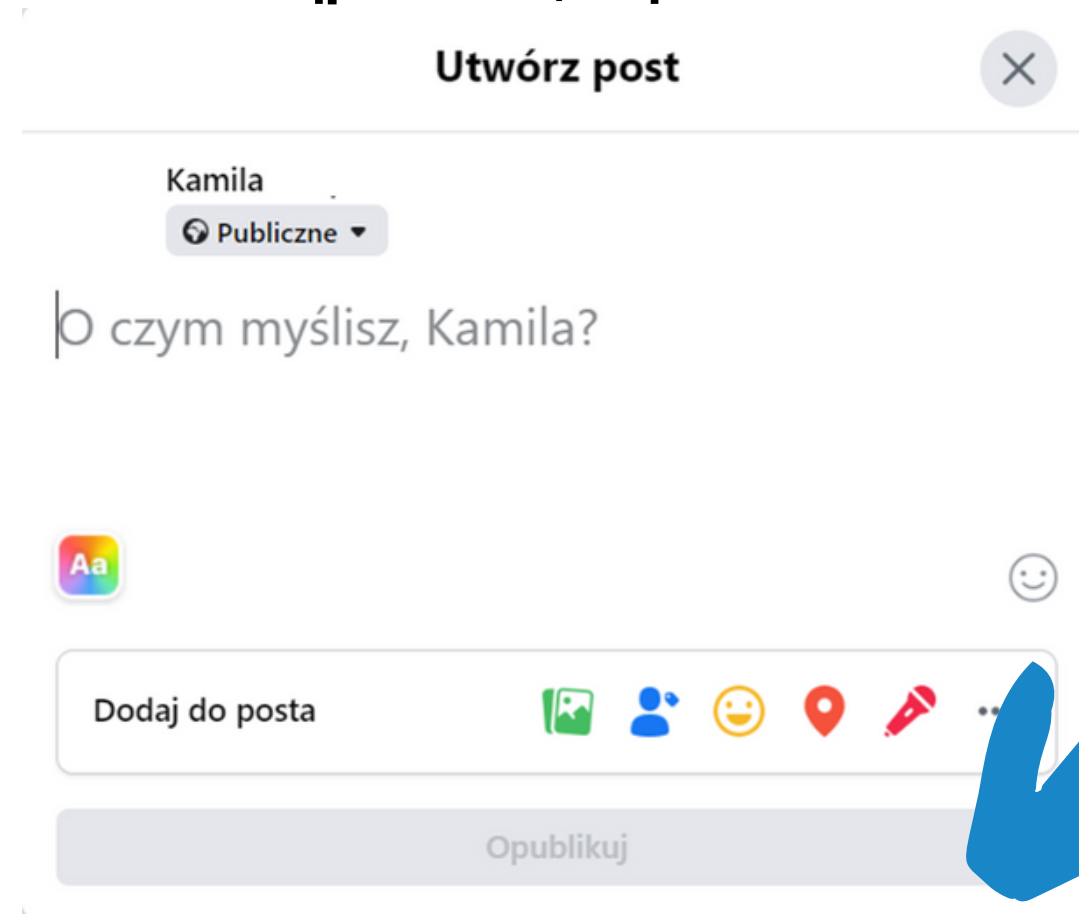 Utwórz post
Kamila
Publiczne
O czym myślisz, Kamila?
Aa
Dodaj do posta
Opublikuj